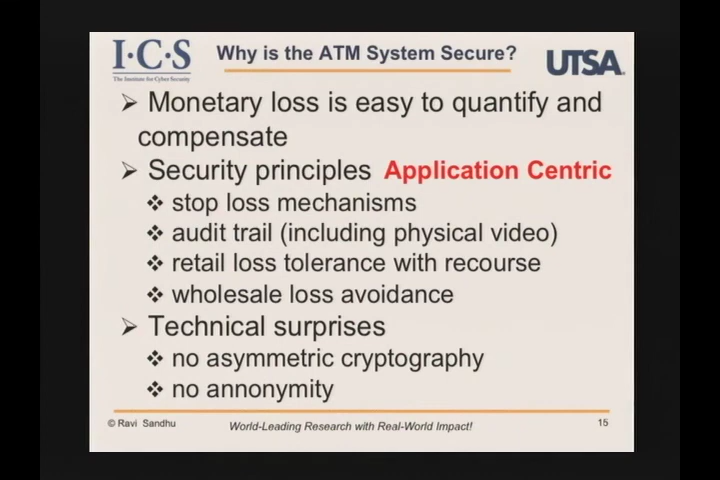 I·C·S
The Institute for Cyber Security
Why is the ATM System Secure?
UTSA
➢ Monetary loss is easy to quantify and
compensate
➢ Security principles Application Centric
❖ stop loss mechanisms
❖ audit trail (including physical video)
❖ retail loss tolerance with recourse
❖ wholesale loss avoidance
➢ Technical surprises
❖ no asymmetric cryptography
❖ no annonymity
© Ravi Sandhu
World-Leading Research with Real-World Impact!
15